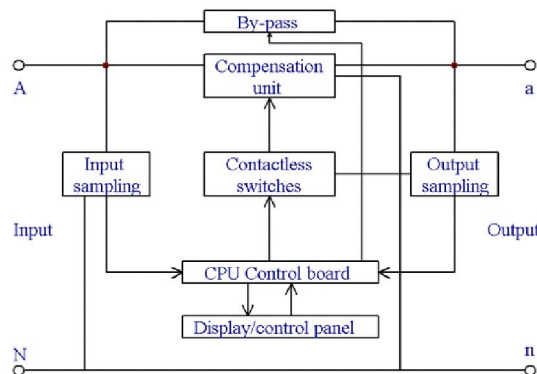 By-pass
A
Compensation
unit
a
Input
sampling
Contactless
switches
Output
sampling
Input
Output
CPU Control board
Display/control panel
N
n